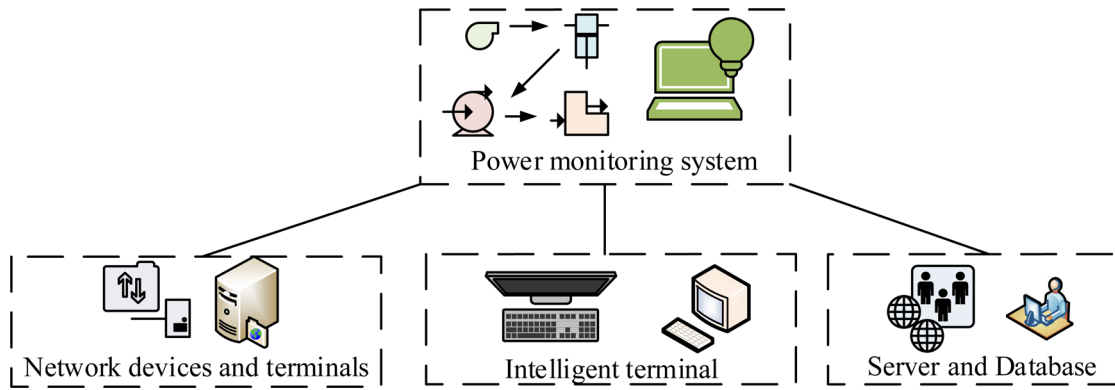 Power monitoring system
Network devices and terminals
Intelligent terminal
Server and Database